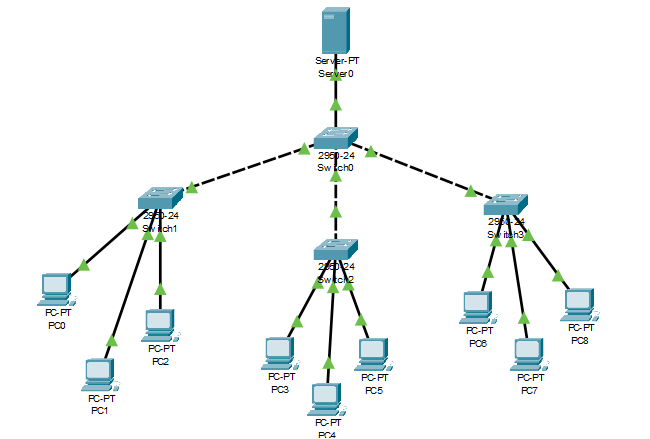 Server-PT
Server0
2950-24
Switch0
2950-24
Switch1
2950-24
Switch2
2950-24
Switch3
PC-PT
PC0
PC-PT
PC1
PC-PT
PC2
PC-PT
PC3
PC-PT
PC4
PC-PT
PC5
PC-PT
PC6
PC-PT
PC7
PC-PT
PC8